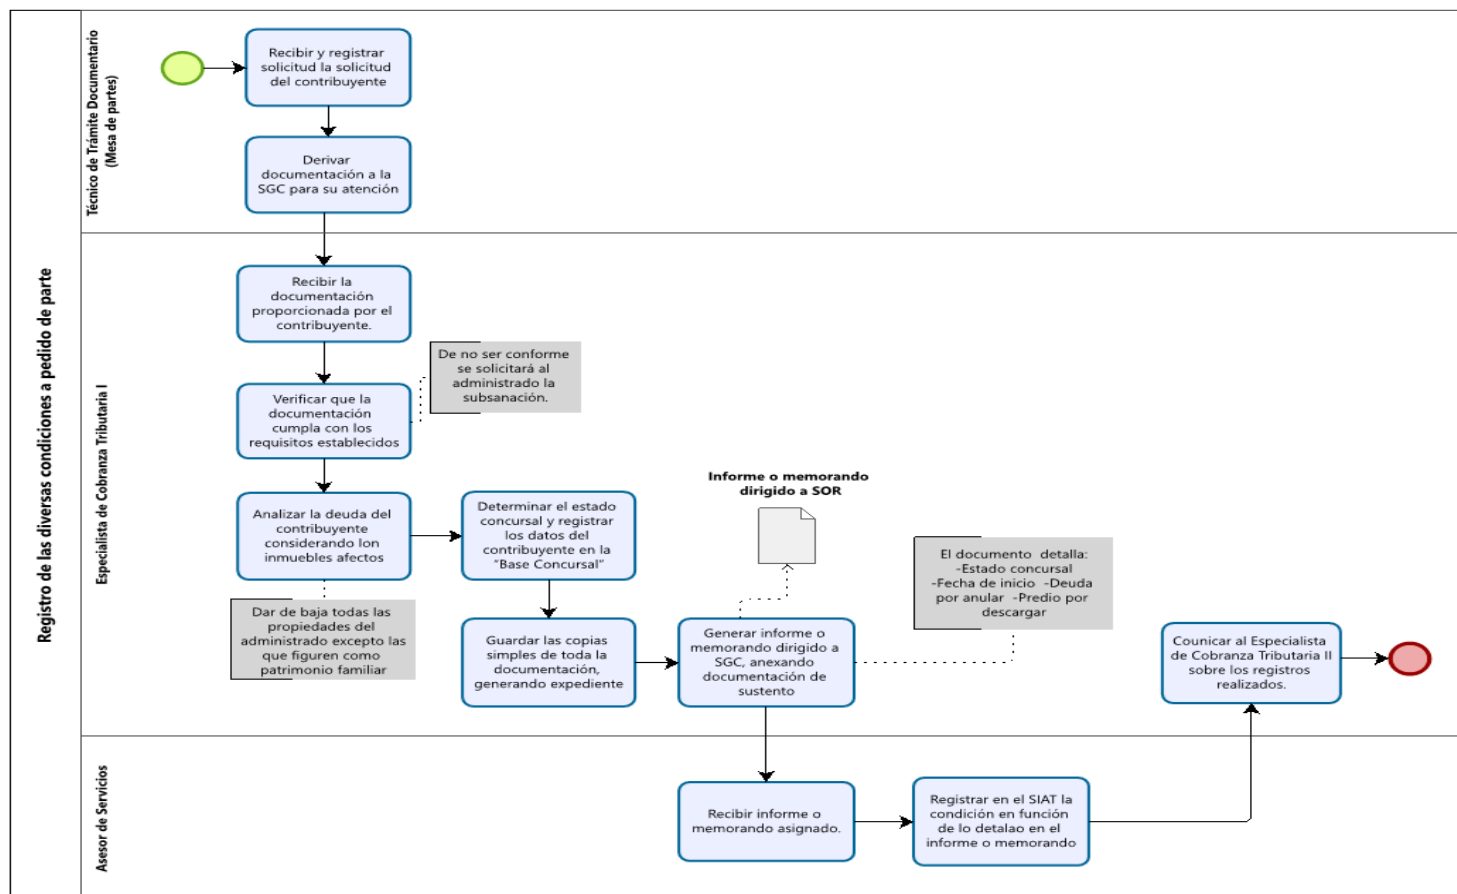 Registro de las diversas condiciones a pedido de parte
Técnico de Trámite Documentario
(Mesa de partes)
Recibir y registrar
solicitud la solicitud
del contribuyente
Derivar
documentación a la
SGC para su atención
Especialista de Cobranza Tributaria I
Recibir la
documentación
proporcionada por el
contribuyente.
De no ser conforme
se solicitará al
administrado la
subsanación.
Verificar que la
documentación
cumpla con los
requisitos establecidos
Analizar la deuda del
contribuyente
considerando lon
inmuebles afectos
Dar de baja todas las
propiedades del
administrado excepto las
que figuren como
patrimonio familiar
Determinar el estado
concursal y registrar
los datos del
contribuyente en la
"Base Concursal"
Guardar las copias
simples de toda la
documentación,
generando expediente
Informe o memorando
dirigido a SOR
Generar informe o
memorando dirigido a
SGC, anexando
documentación de
sustento
El documento detalla:
-Estado concursal
-Fecha de inicio -Deuda
por anular -Predio por
descargar
Counicar al Especialista
de Cobranza Tributaria II
sobre los registros
realizados.
Asesor de Servicios
Recibir informe o
memorando asignado.
Registrar en el SIAT la
condición en función
de lo detalao en el
informe o memorando